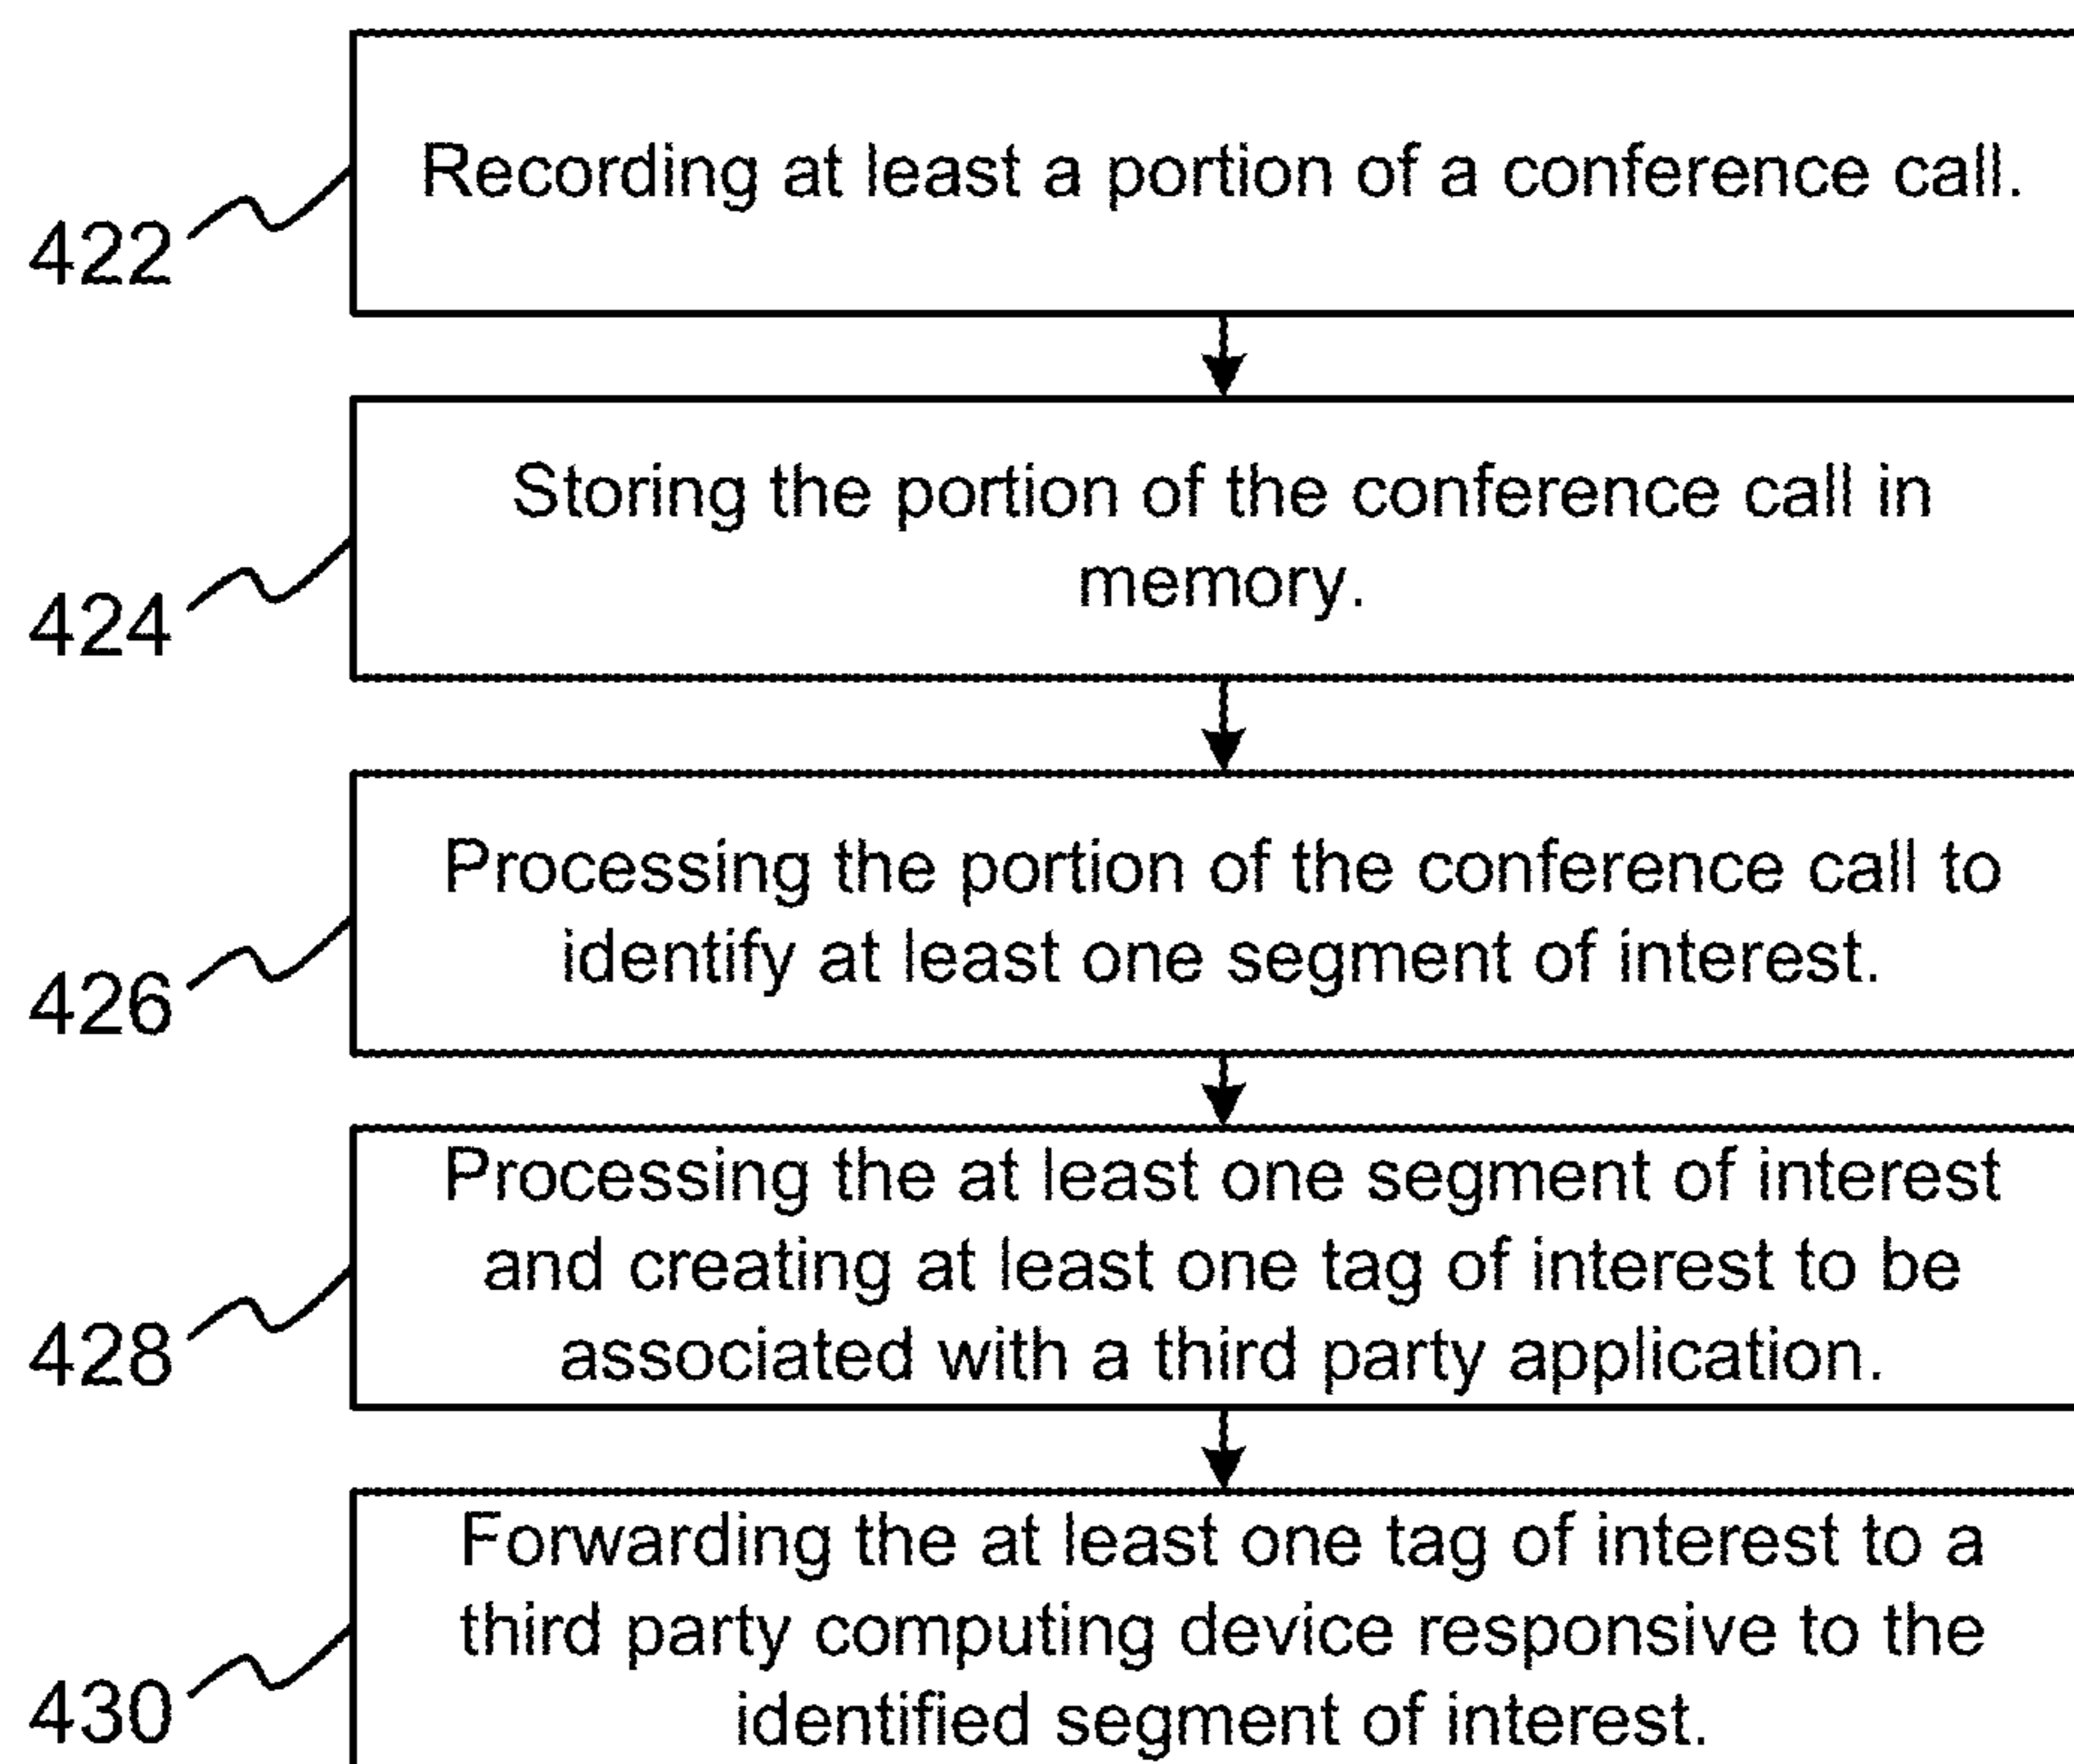 Recording at least a portion of a conference call.
422
Storing the portion of the conference call in
memory.
424
Processing the portion of the conference call to
identify at least one segment of interest.
426
Processing the at least one segment of interest
and creating at least one tag of interest to be
associated with a third party application.
428
Forwarding the at least one tag of interest to a
third party computing device responsive to the
identified segment of interest.
430